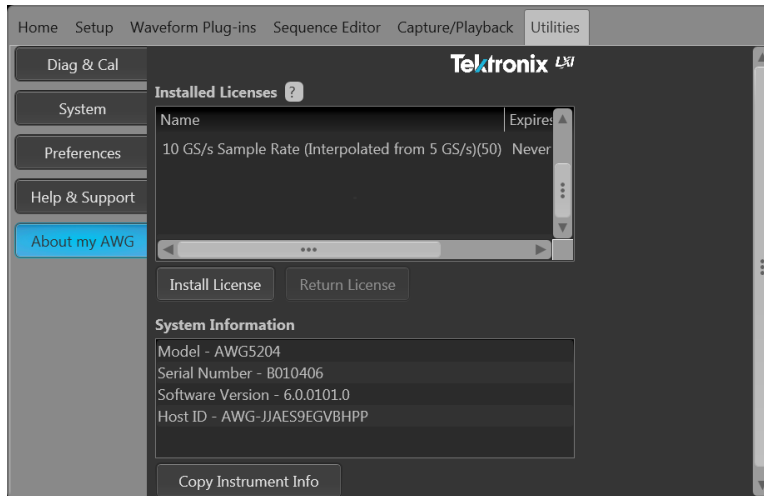 Home Setup Waveform Plug-ins Sequence Editor Capture/Playback Utilities
Diag & Cal
System
Preferences
Help & Support
About my AWG
Tektronix LXI
Installed Licenses ?
Name Expires
10 GS/s Sample Rate (Interpolated from 5 GS/s)(50) Never
Install License Return License
System Information
Model - AWG5204
Serial Number - B010406
Software Version - 6.0.0101.0
Host ID - AWG-JJAES9EGVBHPP
Copy Instrument Info